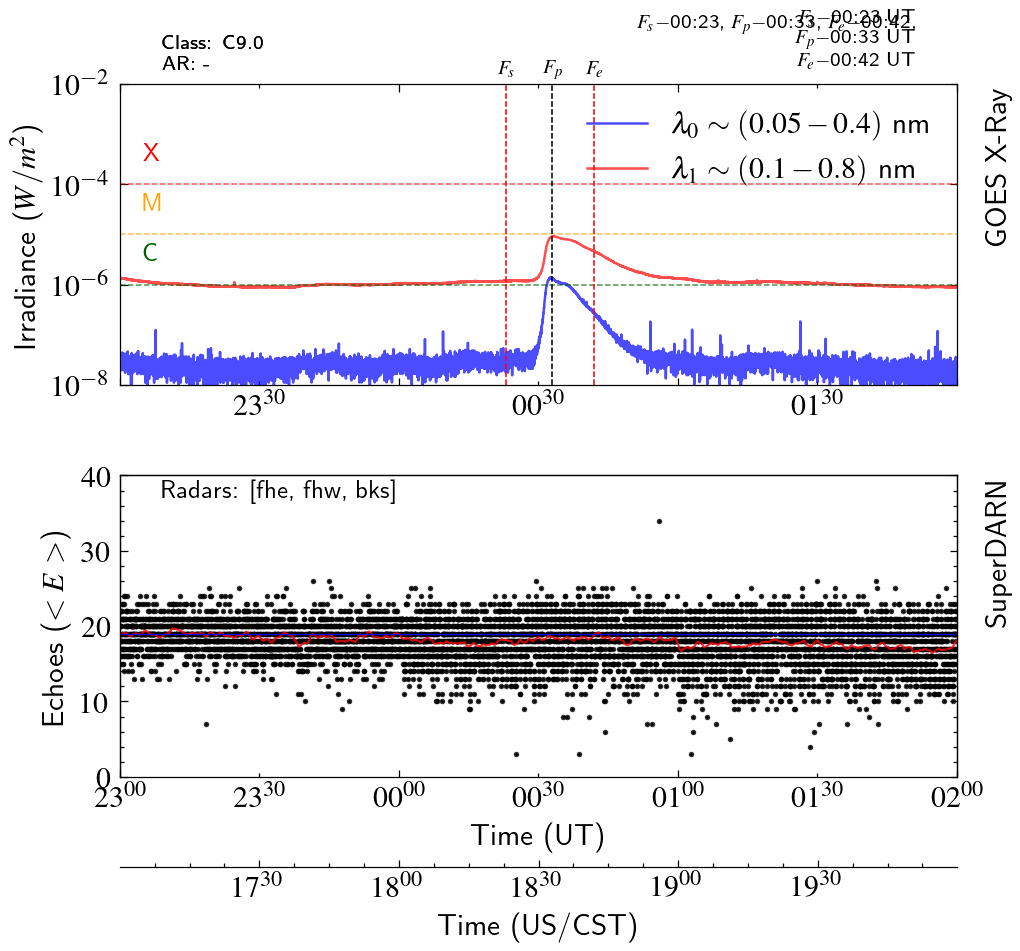 F_s−00:23 UT
F_s−00:23, F_p−00:33, F_e−00:42
F_p−00:33 UT
Class: C9.0
AR: -
F_e−00:42 UT
F_s F_p F_e
10^−2
λ_0 ∼ (0.05 − 0.4) nm
X
λ_1 ∼ (0.1 − 0.8) nm
10^−4
M
C
10^−6
10^−8
Irradiance (W/m^2)
GOES X-Ray
23^30 00^30 01^30
40
Radars: [fhe, fhw, bks]
30
20
10
0
Echoes (< E >)
SuperDARN
23^00 23^30 00^00 00^30 01^00 01^30 02^00
Time (UT)
17^30 18^00 18^30 19^00 19^30
Time (US/CST)